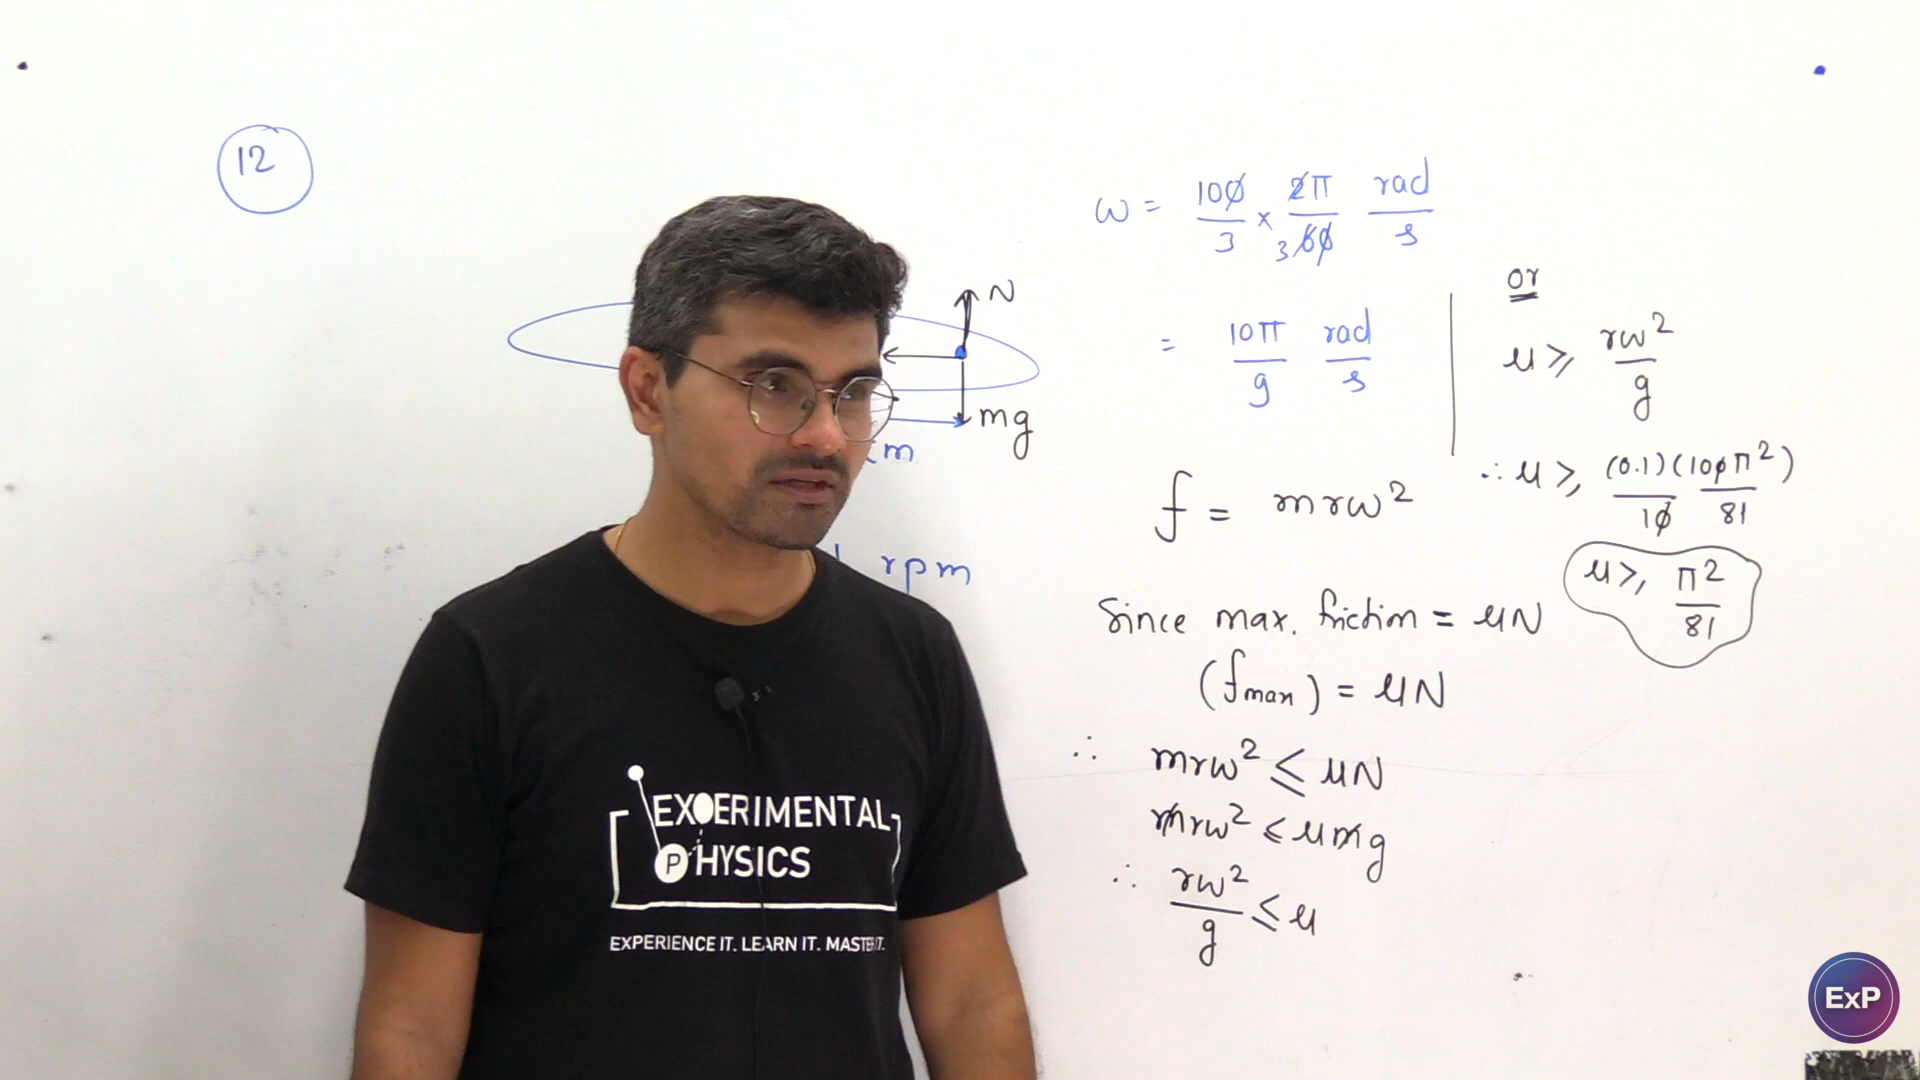 12
N
mg
m
rpm
ω = 100/3 × 2π/60 rad/s
3
= 10π/9 rad/s
f = mrω²
Since max. friction = μN
(fmax) = μN
∴ mrω² ≤ μN
mrω² ≤ μmg
∴ rω²/g ≤ μ
or
μ ≥ rω²/g
∴ μ ≥ (0.1)(100π²)/10 81
μ ≥ π²/81
EXPERIMENTAL
PHYSICS
EXPERIENCE IT. LEARN IT. MASTER IT.
ExP